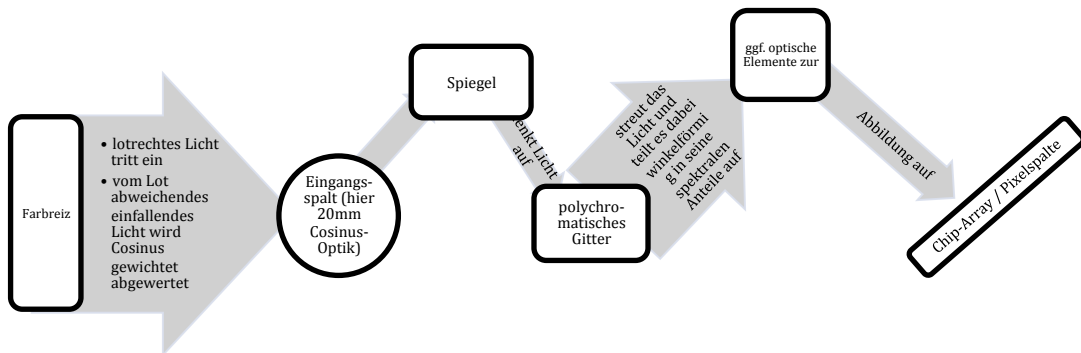 Farbreiz
• lotrechtes Licht
tritt ein
• vom Lot
abweichendes
einfallendes
Licht wird
Cosinus
gewichtet
abgewertet
Eingangs-
spalt (hier
20mm
Cosinus-
Optik)
Spiegel
enkt Licht
auf
polychro-
matisches
Gitter
streut das
Licht und
teilt es dabei
winkelförmi
g in seine
spektralen
Anteile auf
ggf. optische
Elemente zur
Abbildung auf
Chip-Array / Pixelspalte